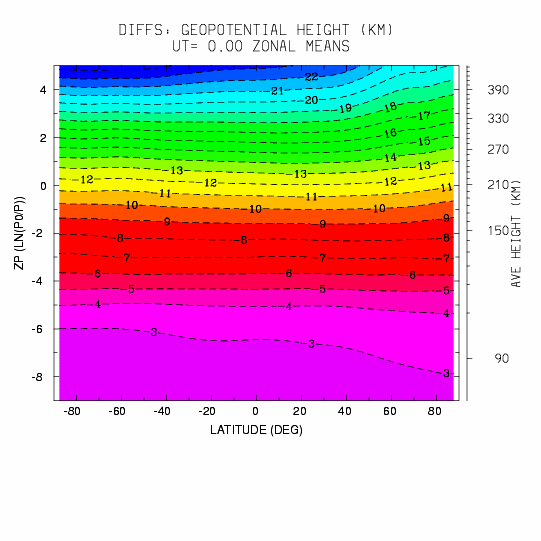 DIFFS: GEOPOTENTIAL HEIGHT (KM)
UT= 0.00 ZONAL MEANS
22
21
20
19
18
17
16
15
14
13 13 13
12 12 12
11 11 11
10 10 10
9 9 9
8 8 8
7 7 7
6 6 6
5 5 5
4 4 4
3 3 3
4
2
0
-2
-4
-6
-8
ZP (LN(P0/P))
-80 -60 -40 -20 0 20 40 60 80
LATITUDE (DEG)
390
330
270
210
150
90
AVE HEIGHT (KM)